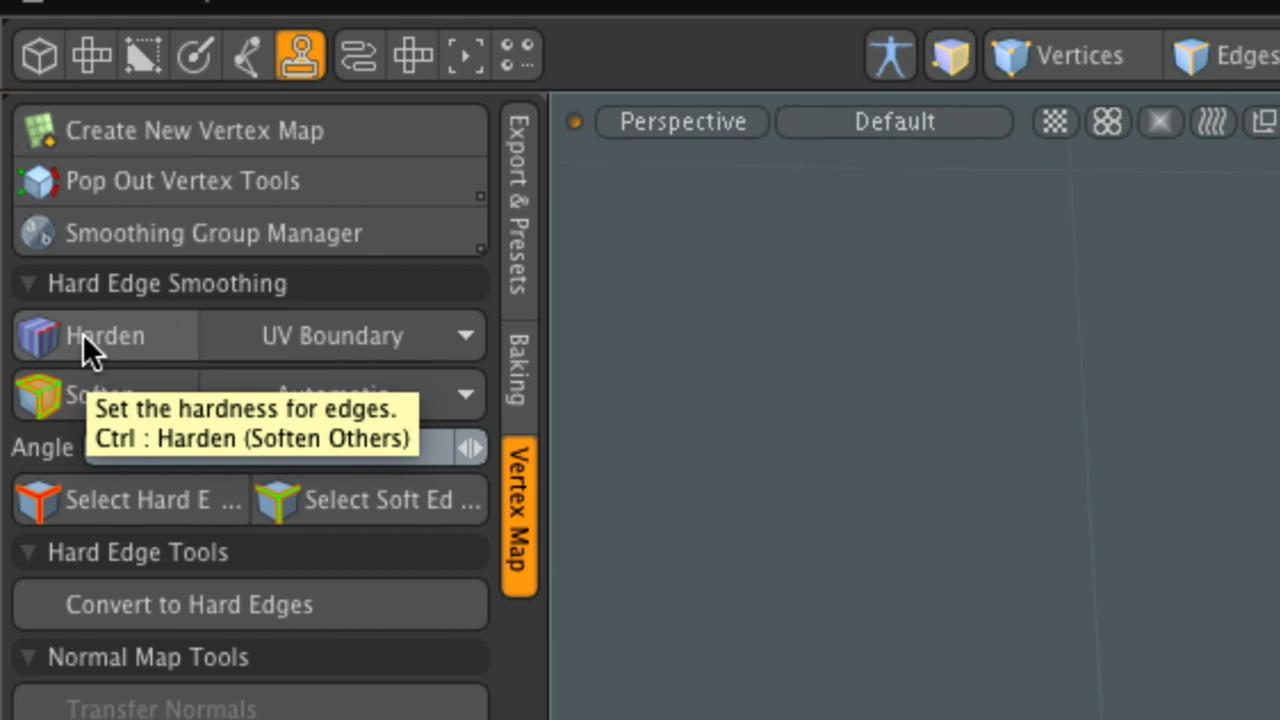 Vertices
Edges
Create New Vertex Map
Pop Out Vertex Tools
Smoothing Group Manager
Hard Edge Smoothing
Harden
UV Boundary
Set the hardness for edges.
Ctrl : Harden (Soften Others)
Angle
Select Hard E ...
Select Soft Ed ...
Hard Edge Tools
Convert to Hard Edges
Normal Map Tools
Transfer Normals
Export & Presets
Baking
Vertex Map
Perspective
Default